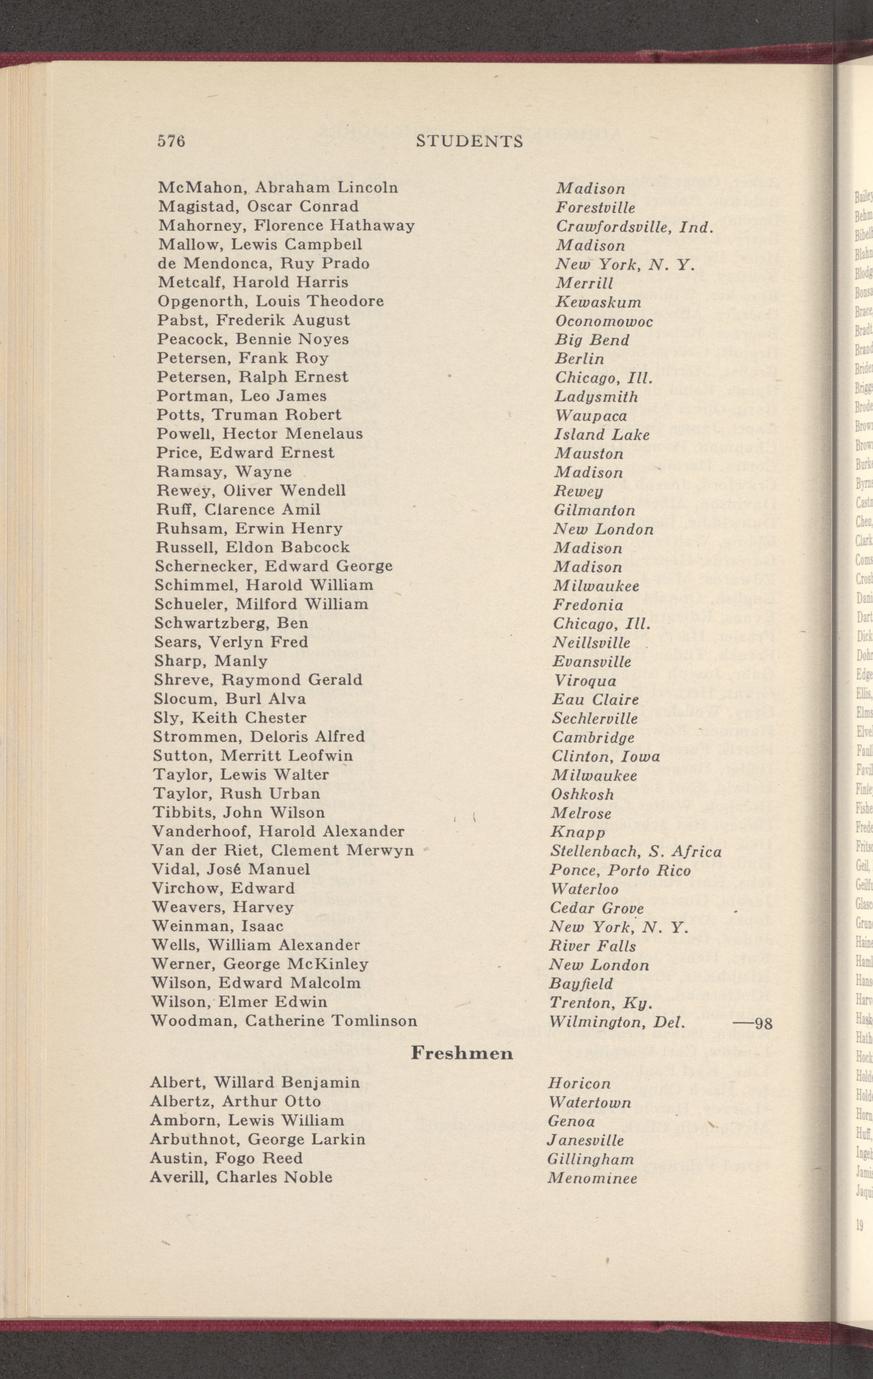 576 STUDENTS
McMahon, Abraham Lincoln Madison
Magistad, Oscar Conrad Forestville
Mahorney, Florence Hathaway Crawfordsville, Ind.
Mallow, Lewis Campbell Madison
de Mendonca, Ruy Prado New York, N. Y.
Metcalf, Harold Harris Merrill
Opgenorth, Louis Theodore Kewaskum
Pabst, Frederik August Oconomowoc
Peacock, Bennie Noyes Big Bend
Petersen, Frank Roy Berlin
Petersen, Ralph Ernest Chicago, Ill.
Portman, Leo James Ladysmith
Potts, Truman Robert Waupaca
Powell, Hector Menelaus Island Lake
Price, Edward Ernest Mauston
Ramsay, Wayne Madison
Rewey, Oliver Wendell Rewey
Ruff, Clarence Amil Gilmanton
Ruhsam, Erwin Henry New London
Russell, Eldon Babcock Madison
Schernecker, Edward George Madison
Schimmel, Harold William Milwaukee
Schueler, Milford William Fredonia
Schwartzberg, Ben Chicago, Ill.
Sears, Verlyn Fred Neillsville
Sharp, Manly Evansville
Shreve, Raymond Gerald Viroqua
Slocum, Burl Alva Eau Claire
Sly, Keith Chester Sechlerville
Strommen, Deloris Alfred Cambridge
Sutton, Merritt Leofwin Clinton, Iowa
Taylor, Lewis Walter Milwaukee
Taylor, Rush Urban Oshkosh
Tibbits, John Wilson Melrose
Vanderhoof, Harold Alexander Knapp
Van der Riet, Clement Merwyn Stellenbach, S. Africa
Vidal, José Manuel Ponce, Porto Rico
Virchow, Edward Waterloo
Weavers, Harvey Cedar Grove
Weinman, Isaac New York, N. Y.
Wells, William Alexander River Falls
Werner, George McKinley New London
Wilson, Edward Malcolm Bayfield
Wilson, Elmer Edwin Trenton, Ky.
Woodman, Catherine Tomlinson Wilmington, Del. —98
Freshmen
Albert, Willard Benjamin Horicon
Albertz, Arthur Otto Watertown
Amborn, Lewis William Genoa
Arbuthnot, George Larkin Janesville
Austin, Fogo Reed Gillingham
Averill, Charles Noble Menominee